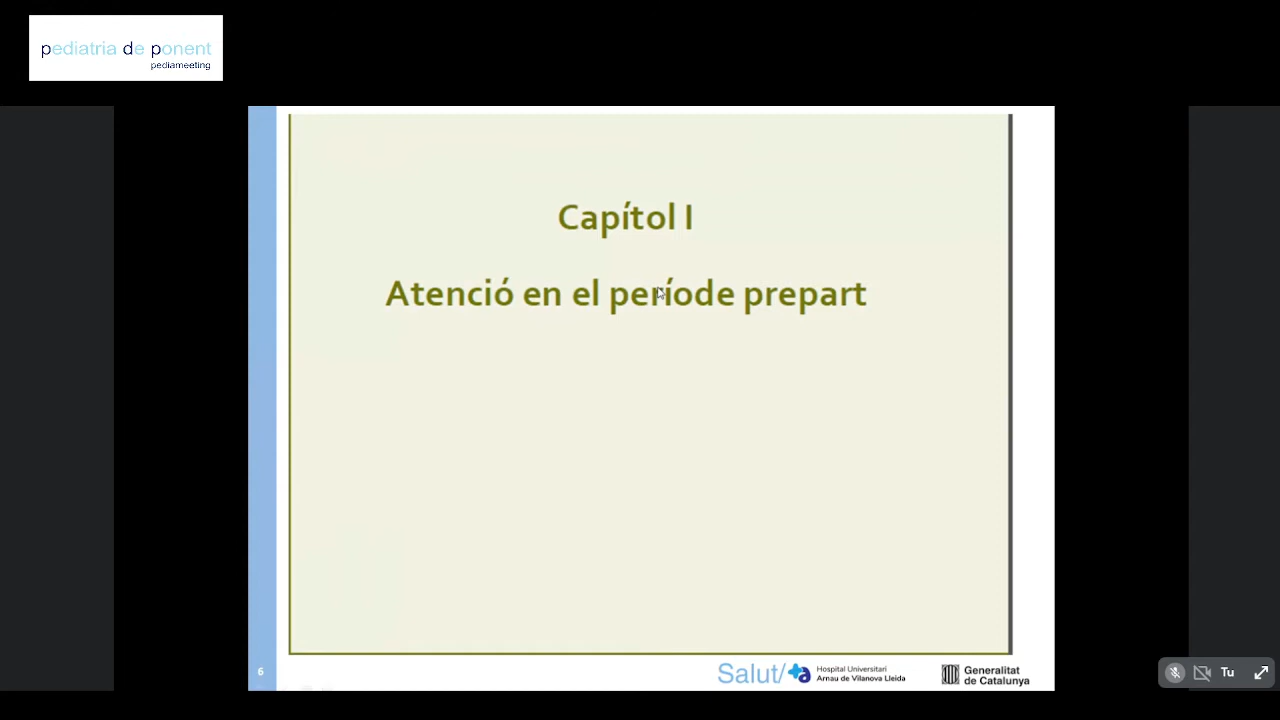 pediatria de ponent
pediameeting
Capítol I
Atenció en el període prepart
6
Salut/
Hospital Universitari
Arnau de Vilanova Lleida
Generalitat
de Catalunya
Tu